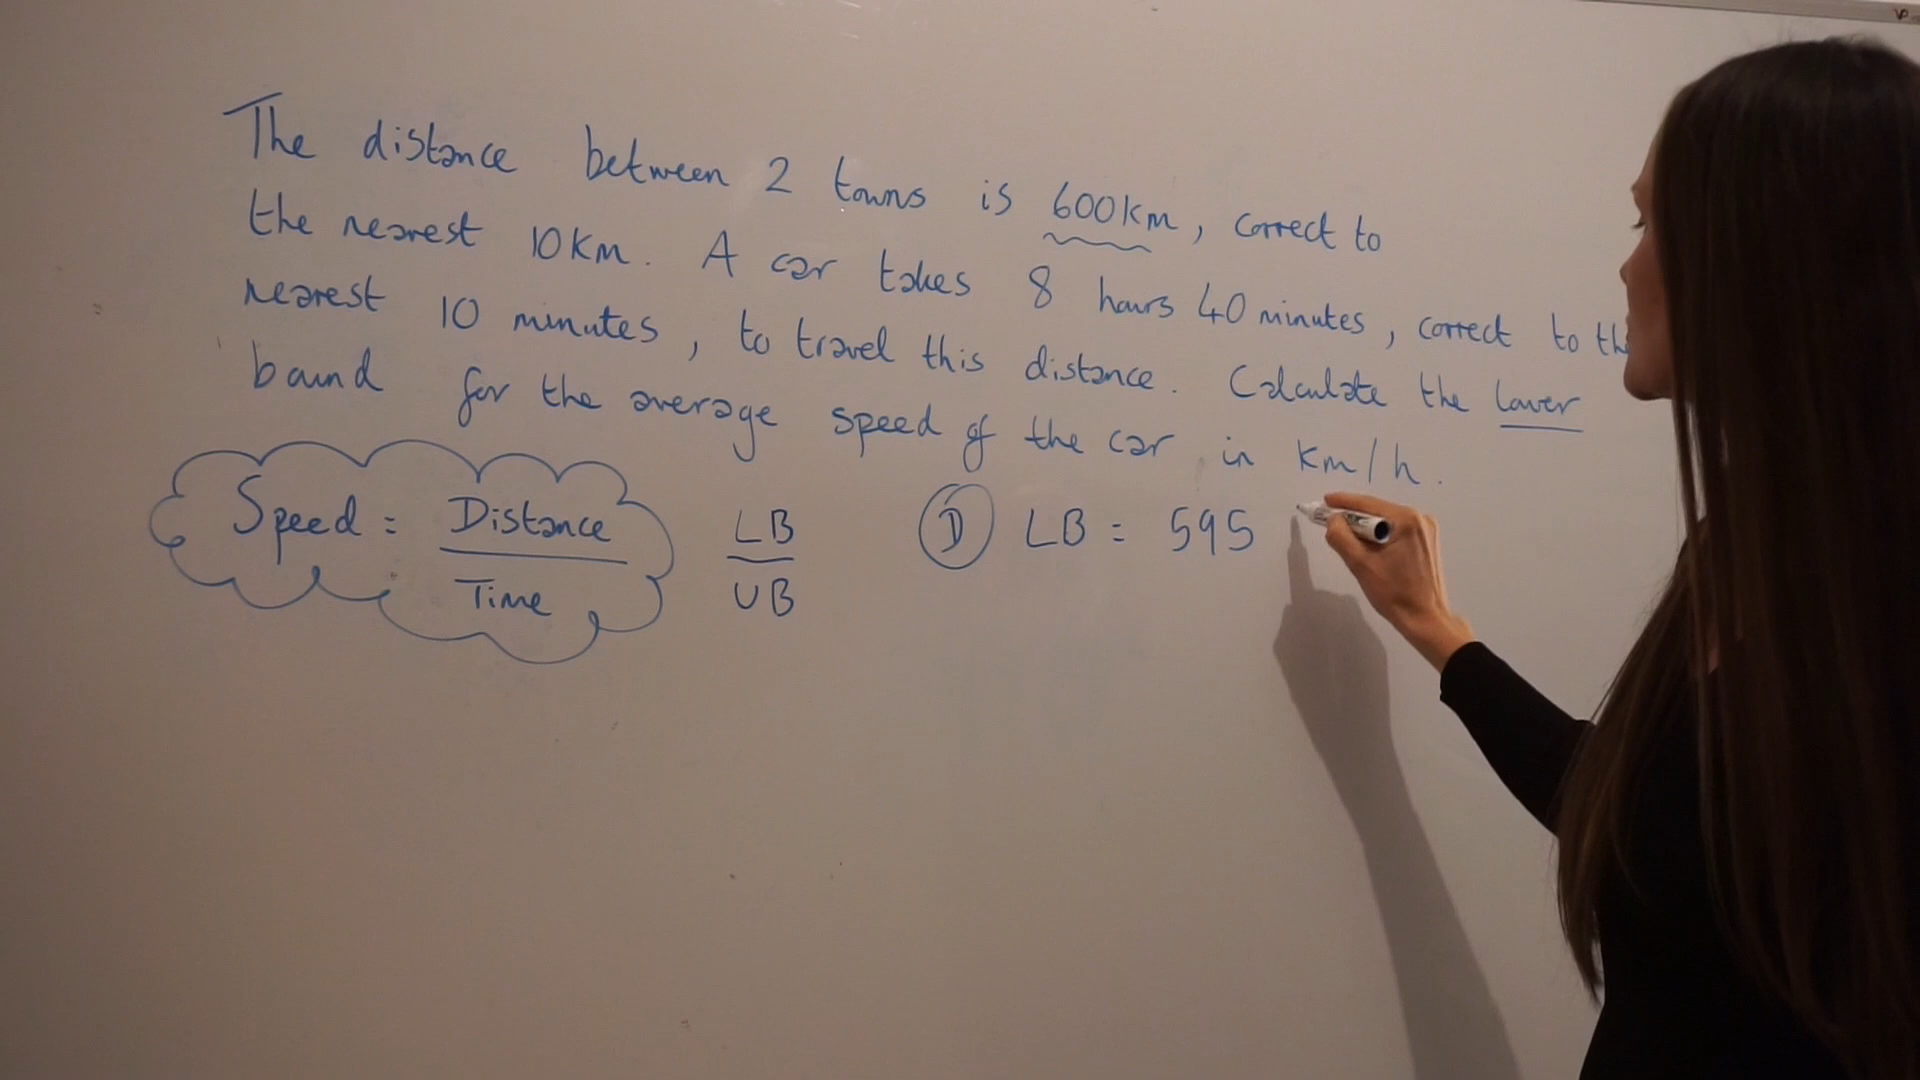 The distance between 2 towns is 600km, correct to
the nearest 10km. A car takes 8 hours 40 minutes, correct to the
nearest 10 minutes, to travel this distance. Calculate the lower
bound for the average speed of the car in km/h.
Speed = Distance / Time
LB / UB
D LB = 595